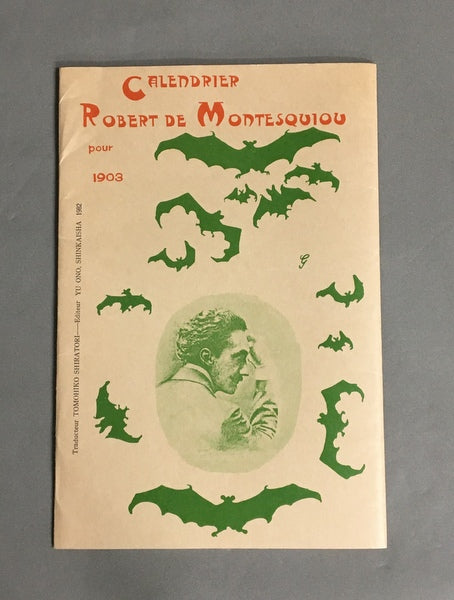 CALENDRIER
ROBERT DE MONTESQUIOU
pour
1903
Traducteur TOMOHIKO SHIRATORI——Editeur YU ONO, SHINKAISHA 1982